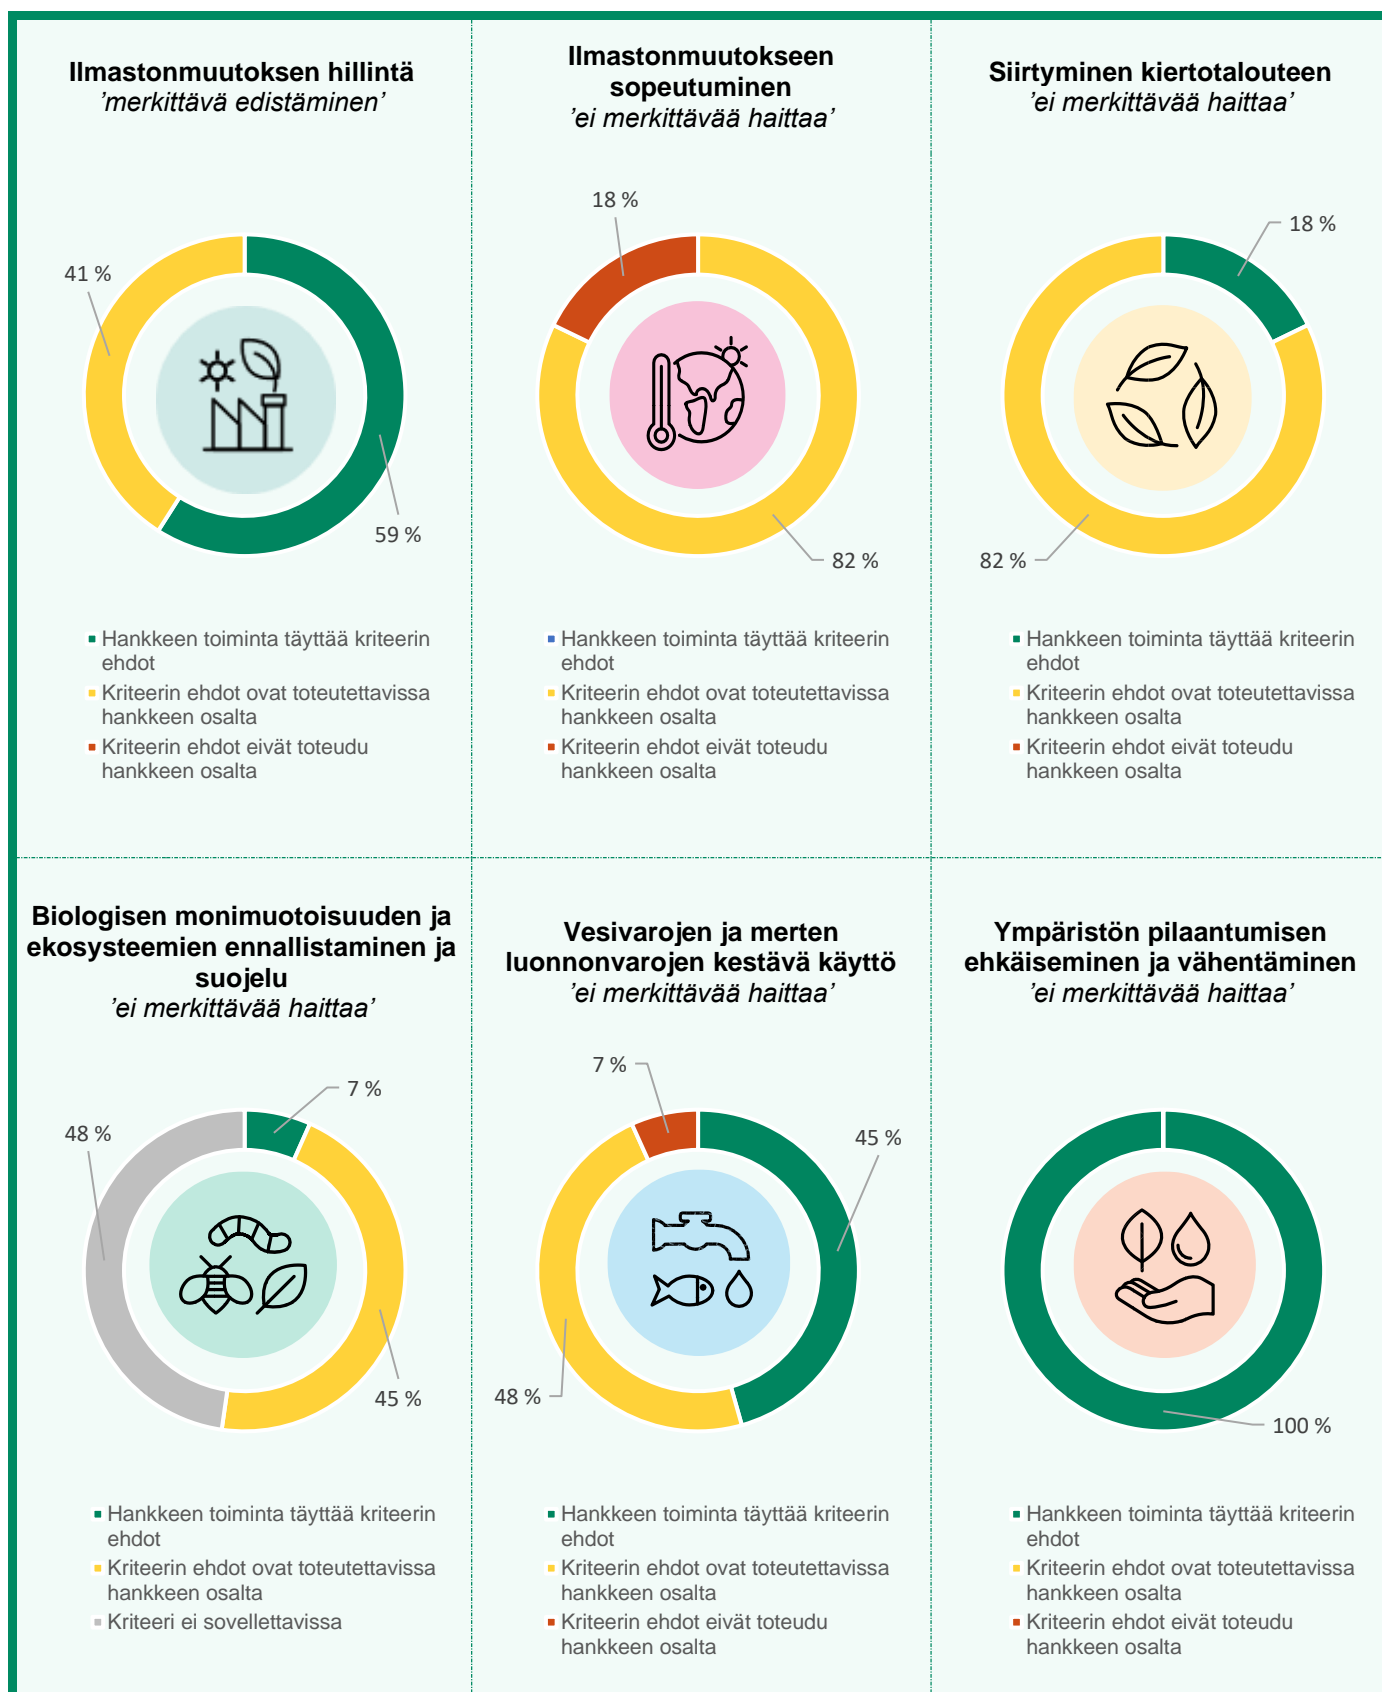 Ilmastonmuutoksen hillintä
’merkittävä edistäminen’
41 %
59 %
Hankkeen toiminta täyttää kriteerin
ehdot
Kriteerin ehdot ovat toteutettavissa
hankkeen osalta
Kriteerin ehdot eivät toteudu
hankkeen osalta
Ilmastonmuutokseen
sopeutuminen
’ei merkittävää haittaa’
18 %
82 %
Hankkeen toiminta täyttää kriteerin
ehdot
Kriteerin ehdot ovat toteutettavissa
hankkeen osalta
Kriteerin ehdot eivät toteudu
hankkeen osalta
Siirtyminen kiertotalouteen
’ei merkittävää haittaa’
18 %
82 %
Hankkeen toiminta täyttää kriteerin
ehdot
Kriteerin ehdot ovat toteutettavissa
hankkeen osalta
Kriteerin ehdot eivät toteudu
hankkeen osalta
Biologisen monimuotoisuuden ja
ekosysteemien ennallistaminen ja
suojelu
’ei merkittävää haittaa’
7 %
48 %
45 %
Hankkeen toiminta täyttää kriteerin
ehdot
Kriteerin ehdot ovat toteutettavissa
hankkeen osalta
Kriteeri ei sovellettavissa
Vesivarojen ja merten
luonnonvarojen kestävä käyttö
’ei merkittävää haittaa’
7 %
45 %
48 %
Hankkeen toiminta täyttää kriteerin
ehdot
Kriteerin ehdot ovat toteutettavissa
hankkeen osalta
Kriteerin ehdot eivät toteudu
hankkeen osalta
Ympäristön pilaantumisen
ehkäiseminen ja vähentäminen
’ei merkittävää haittaa’
100 %
Hankkeen toiminta täyttää kriteerin
ehdot
Kriteerin ehdot ovat toteutettavissa
hankkeen osalta
Kriteerin ehdot eivät toteudu
hankkeen osalta